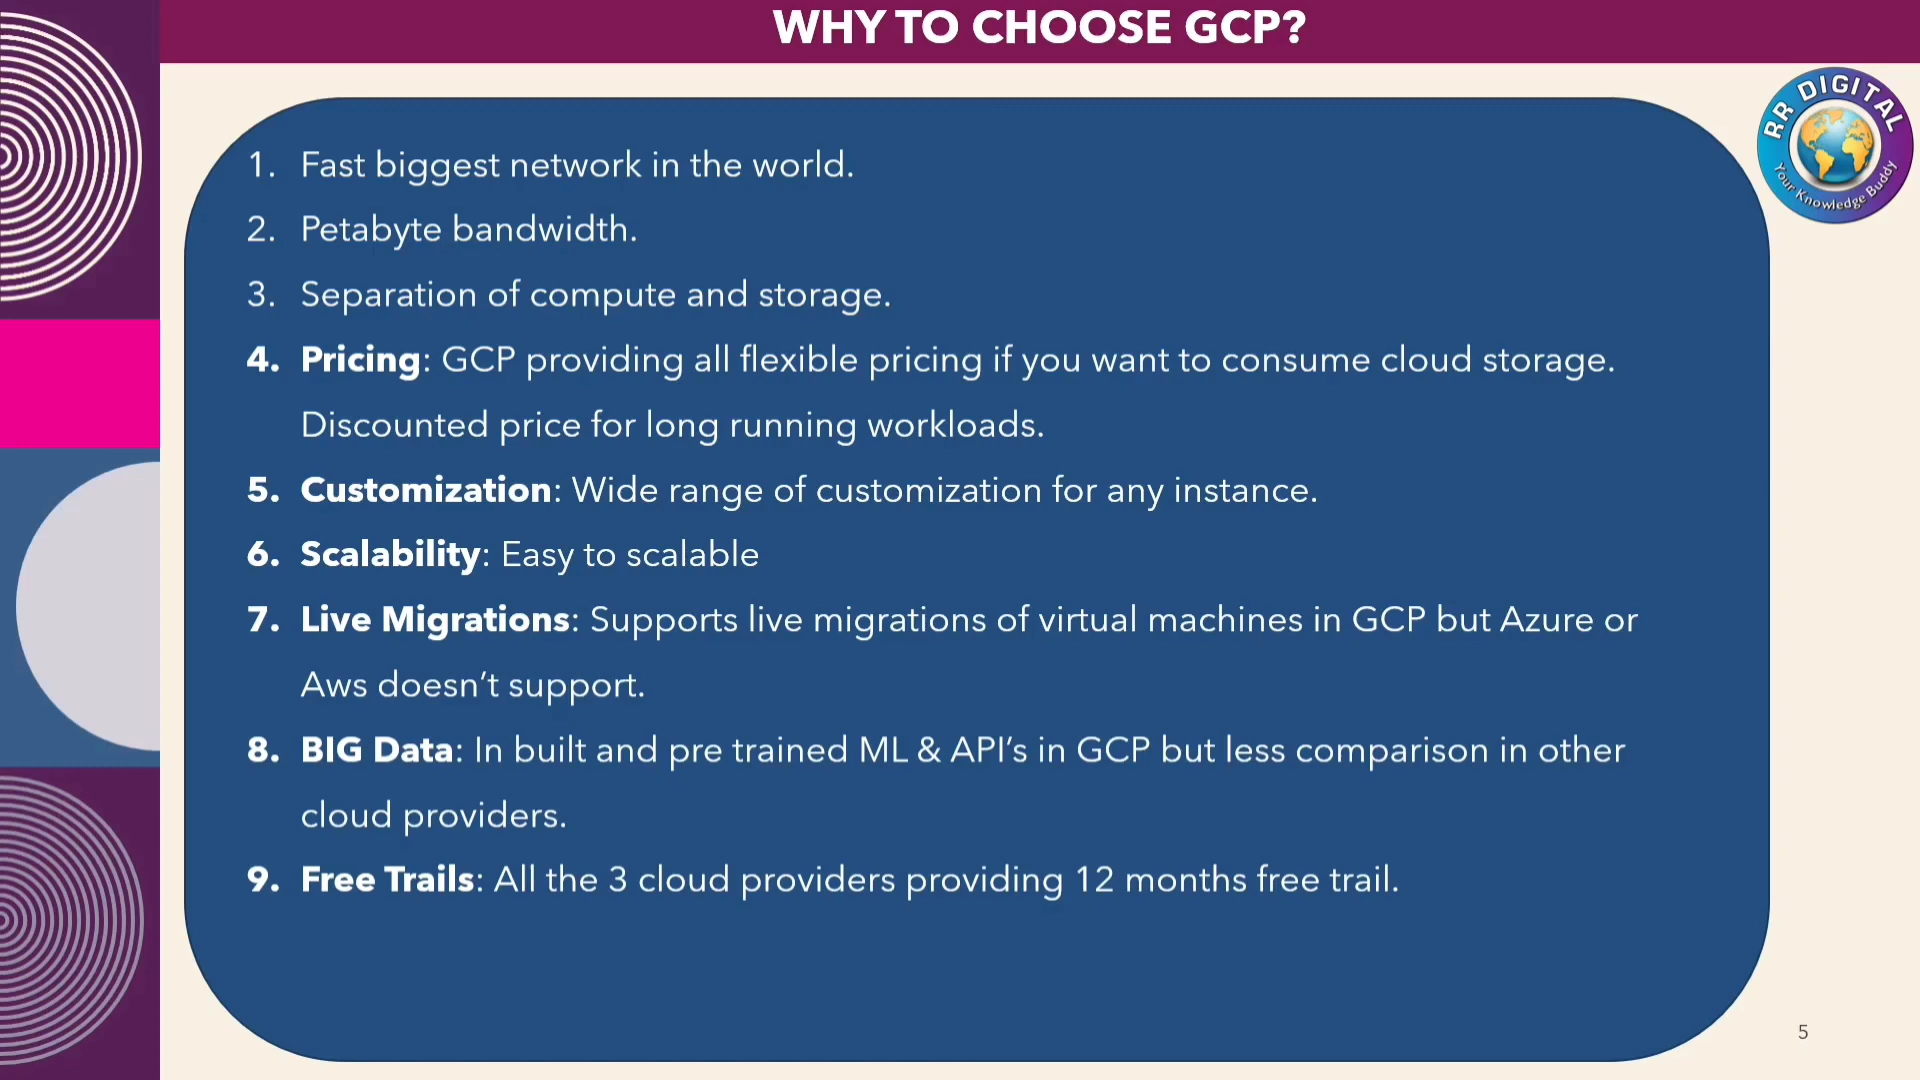 WHY TO CHOOSE GCP?
RR DIGITAL
Your Knowledge Buddy
1. Fast biggest network in the world.
2. Petabyte bandwidth.
3. Separation of compute and storage.
4. Pricing: GCP providing all flexible pricing if you want to consume cloud storage.
Discounted price for long running workloads.
5. Customization: Wide range of customization for any instance.
6. Scalability: Easy to scalable
7. Live Migrations: Supports live migrations of virtual machines in GCP but Azure or
Aws doesn’t support.
8. BIG Data: In built and pre trained ML & API’s in GCP but less comparison in other
cloud providers.
9. Free Trails: All the 3 cloud providers providing 12 months free trail.
5